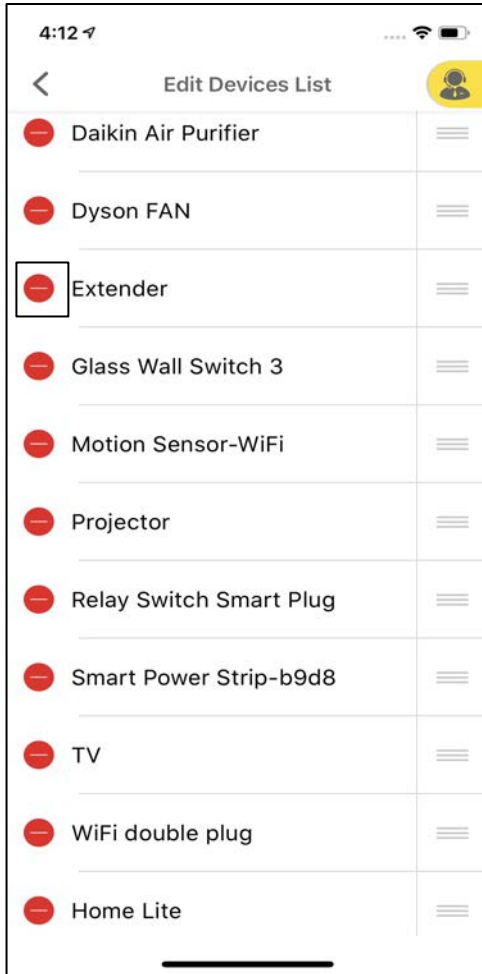 4:12
Edit Devices List
Daikin Air Purifier
Dyson FAN
Extender
Glass Wall Switch 3
Motion Sensor-WiFi
Projector
Relay Switch Smart Plug
Smart Power Strip-b9d8
TV
WiFi double plug
Home Lite